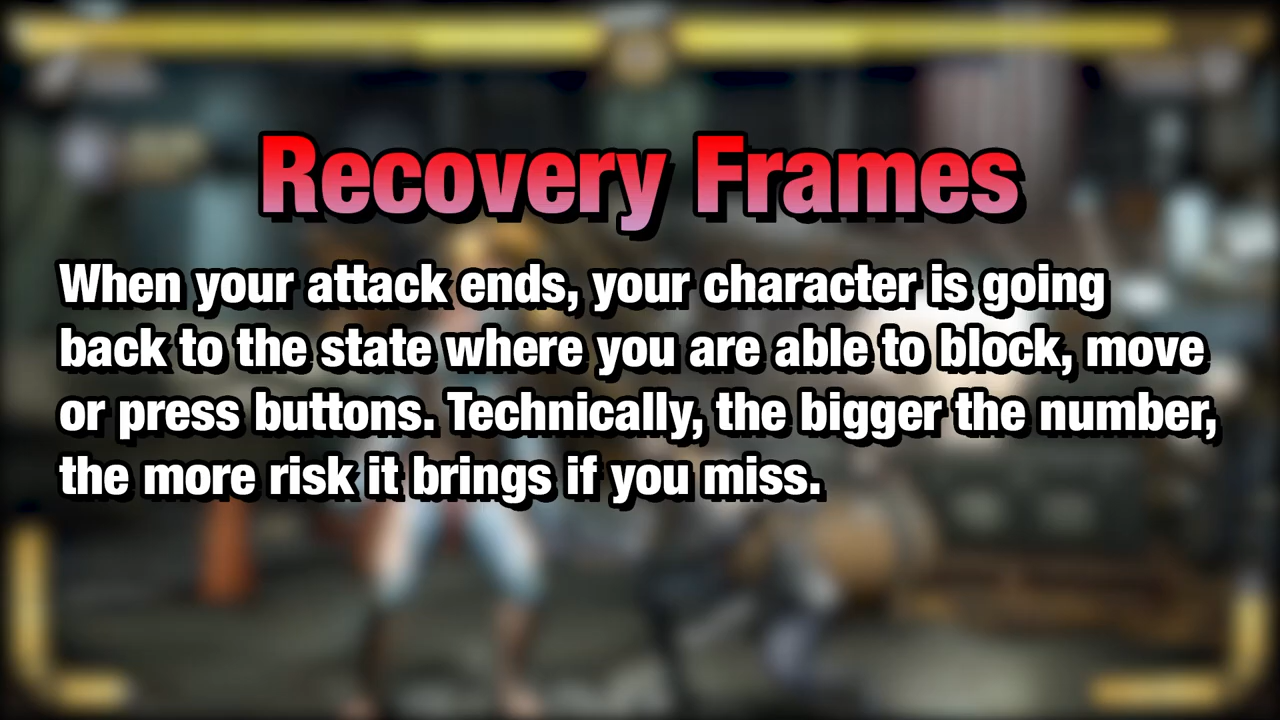 Recovery Frames
When your attack ends, your character is going
back to the state where you are able to block, move
or press buttons. Technically, the bigger the number,
the more risk it brings if you miss.